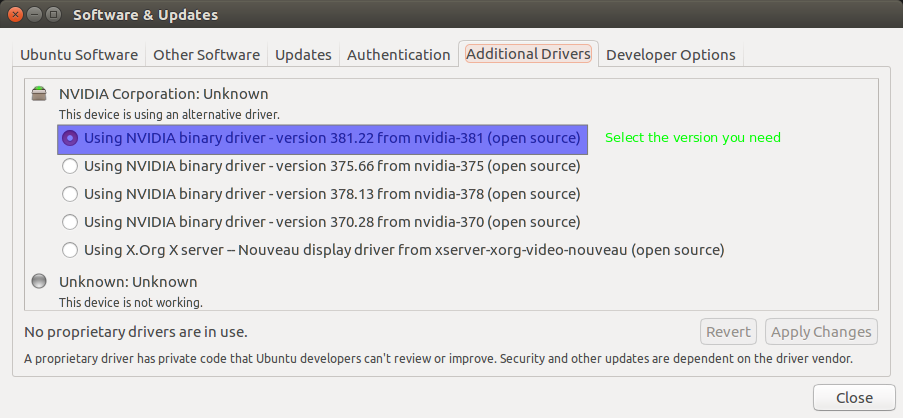 Software & Updates
Ubuntu Software Other Software Updates Authentication Additional Drivers Developer Options
NVIDIA Corporation: Unknown
This device is using an alternative driver.
Using NVIDIA binary driver - version 381.22 from nvidia-381 (open source) Select the version you need
Using NVIDIA binary driver - version 375.66 from nvidia-375 (open source)
Using NVIDIA binary driver - version 378.13 from nvidia-378 (open source)
Using NVIDIA binary driver - version 370.28 from nvidia-370 (open source)
Using X.Org X server -- Nouveau display driver from xserver-xorg-video-nouveau (open source)
Unknown: Unknown
This device is not working.
No proprietary drivers are in use. Revert Apply Changes
A proprietary driver has private code that Ubuntu developers can't review or improve. Security and other updates are dependent on the driver vendor.
Close